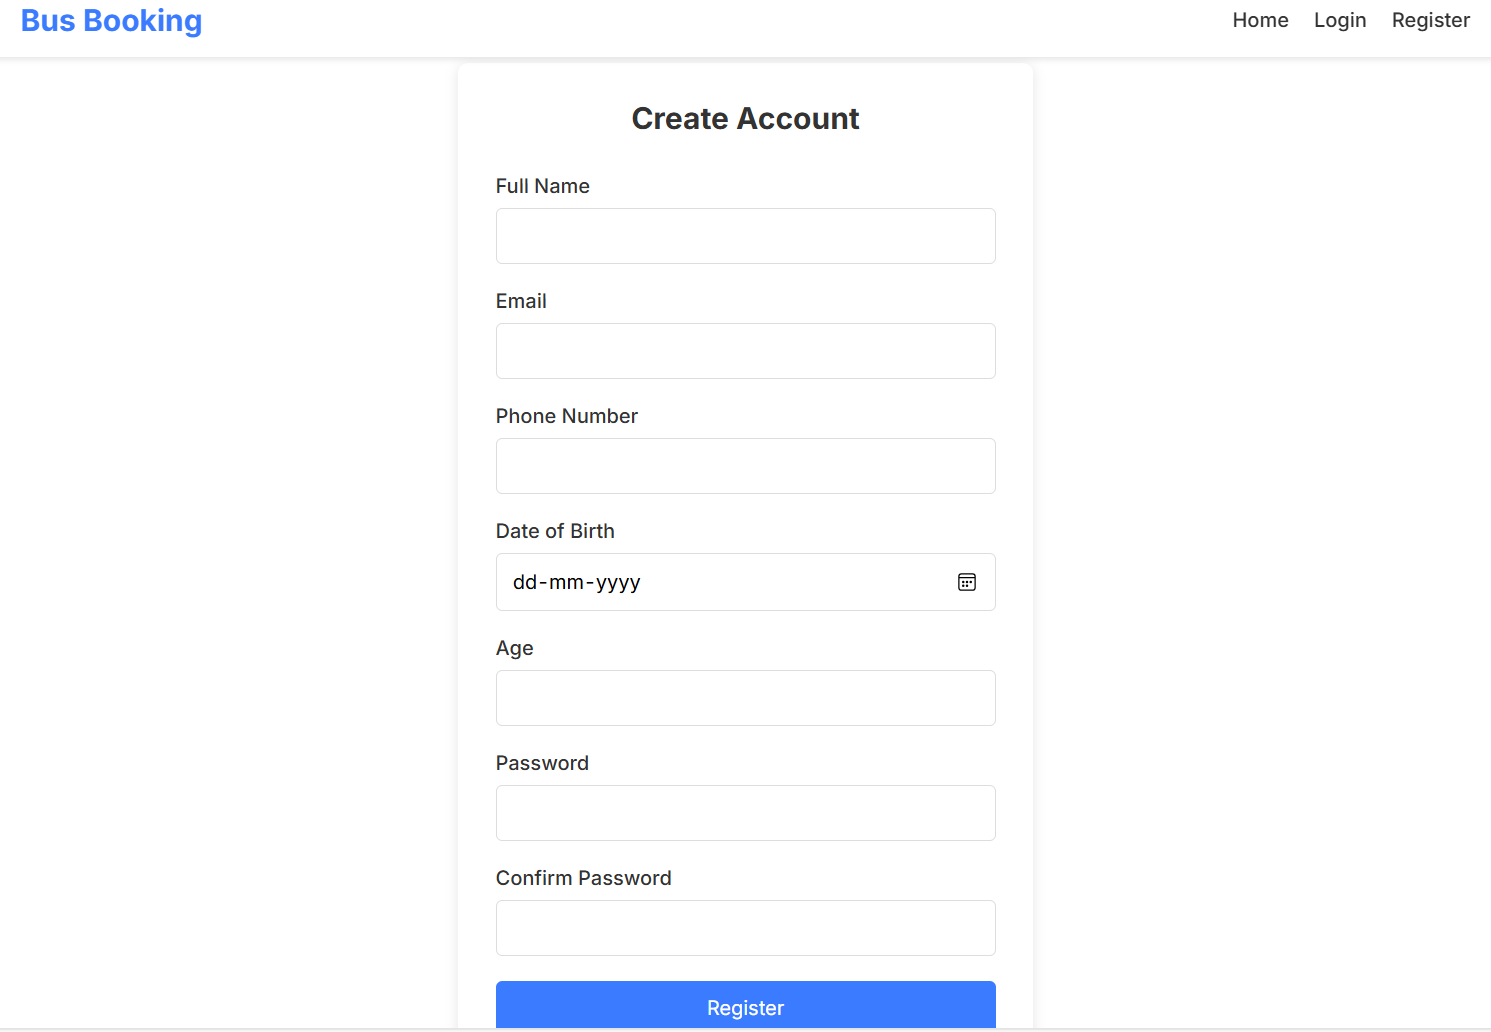 Bus Booking
Home Login Register
Create Account
Full Name
Email
Phone Number
Date of Birth
dd-mm-yyyy
Age
Password
Confirm Password
Register